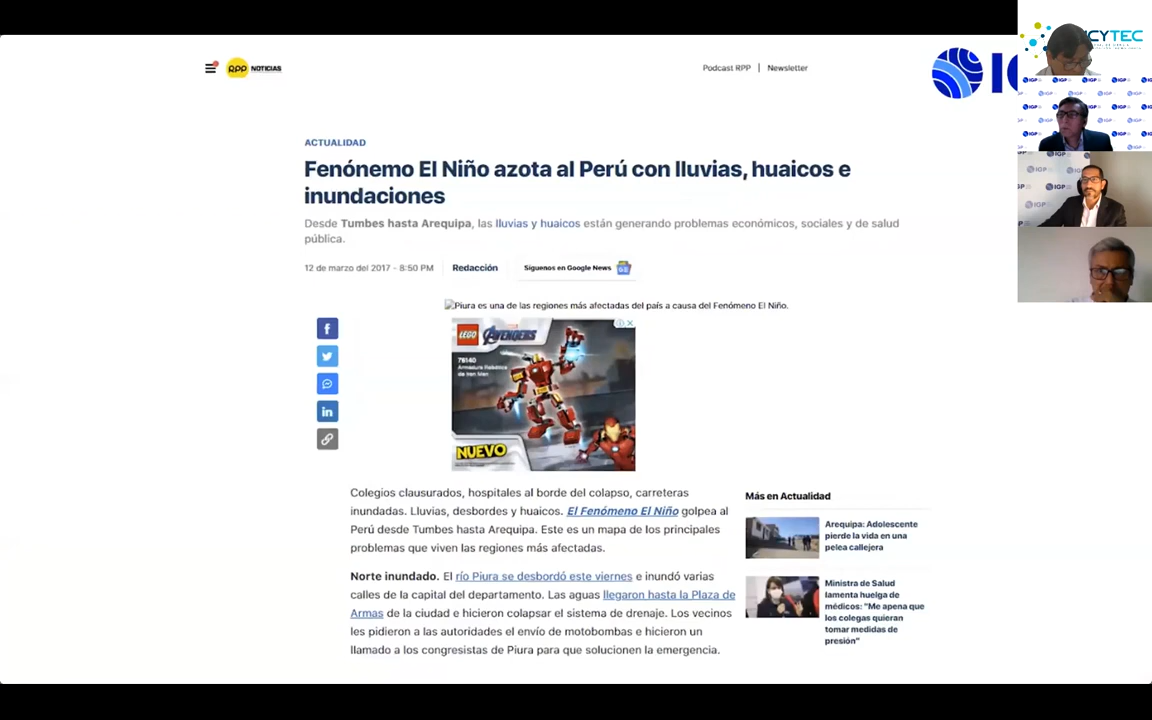 RPP NOTICIAS
Podcast RPP | Newsletter
CYTEC
ACTUALIDAD
Fenónemo El Niño azota al Perú con lluvias, huaicos e
inundaciones
Desde Tumbes hasta Arequipa, las lluvias y huaicos están generando problemas económicos, sociales y de salud
pública.
12 de marzo del 2017 - 8:50 PM
Redacción
Síguenos en Google News
Piura es una de las regiones más afectadas del país a causa del Fenómeno El Niño.
LEGO AVENGERS
76140
Armadura Robótica
de Iron Man
NUEVO
Colegios clausurados, hospitales al borde del colapso, carreteras
inundadas. Lluvias, desbordes y huaicos. El Fenómeno El Niño golpea al
Perú desde Tumbes hasta Arequipa. Este es un mapa de los principales
problemas que viven las regiones más afectadas.
Norte inundado. El río Piura se desbordó este viernes e inundó varias
calles de la capital del departamento. Las aguas llegaron hasta la Plaza de
Armas de la ciudad e hicieron colapsar el sistema de drenaje. Los vecinos
les pidieron a las autoridades el envío de motobombas e hicieron un
llamado a los congresistas de Piura para que solucionen la emergencia.
Más en Actualidad
Arequipa: Adolescente
pierde la vida en una
pelea callejera
Ministra de Salud
lamenta huelga de
médicos: "Me apena que
los colegas quieran
tomar medidas de
presión"
IGP
IGP